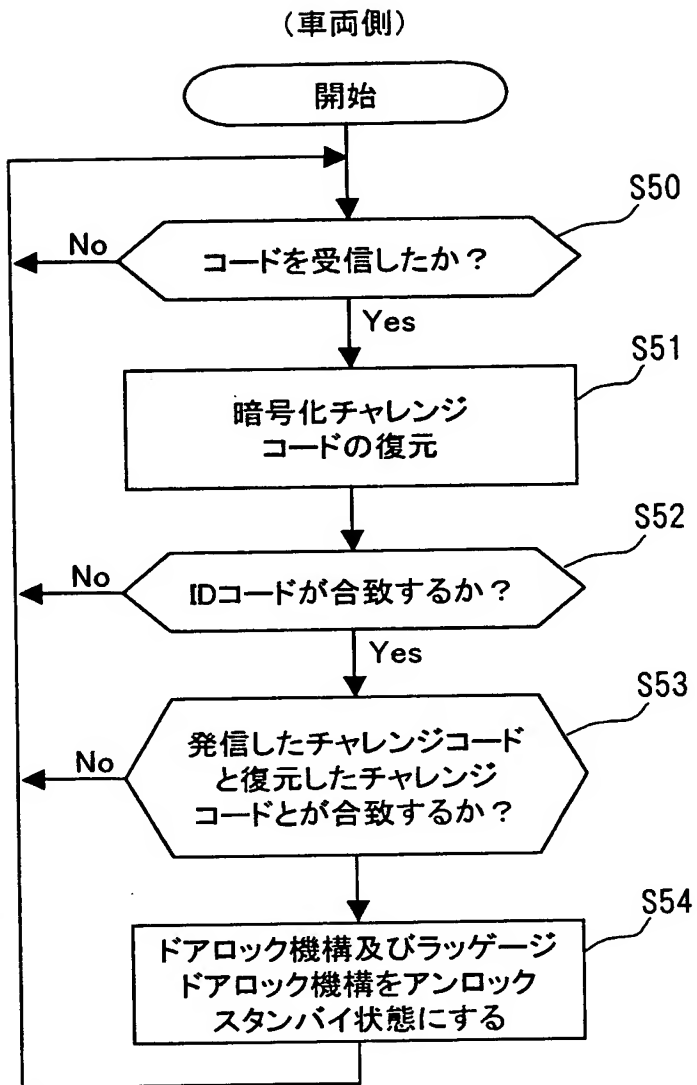 （車両側）
開始
S50
コードを受信したか？
No
Yes
S51
暗号化チャレンジ
コードの復元
S52
IDコードが合致するか？
No
Yes
S53
発信したチャレンジコード
と復元したチャレンジ
コードとが合致するか？
No
S54
ドアロック機構及びラッゲージ
ドアロック機構をアンロック
スタンバイ状態にする